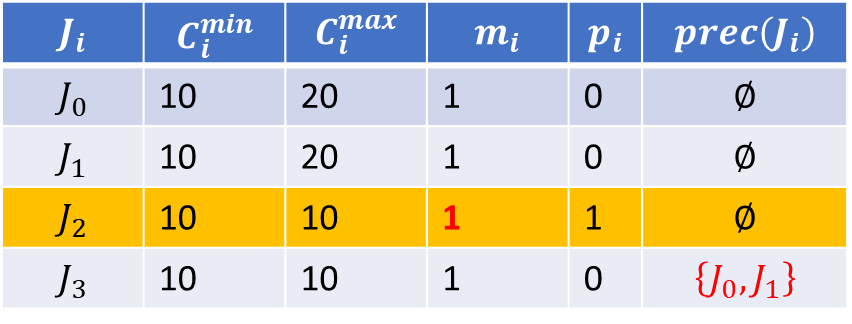 J_i C_i^min C_i^max m_i p_i prec(J_i)
J_0 10 20 1 0 ∅
J_1 10 20 1 0 ∅
J_2 10 10 1 1 ∅
J_3 10 10 1 0 {J_0,J_1}